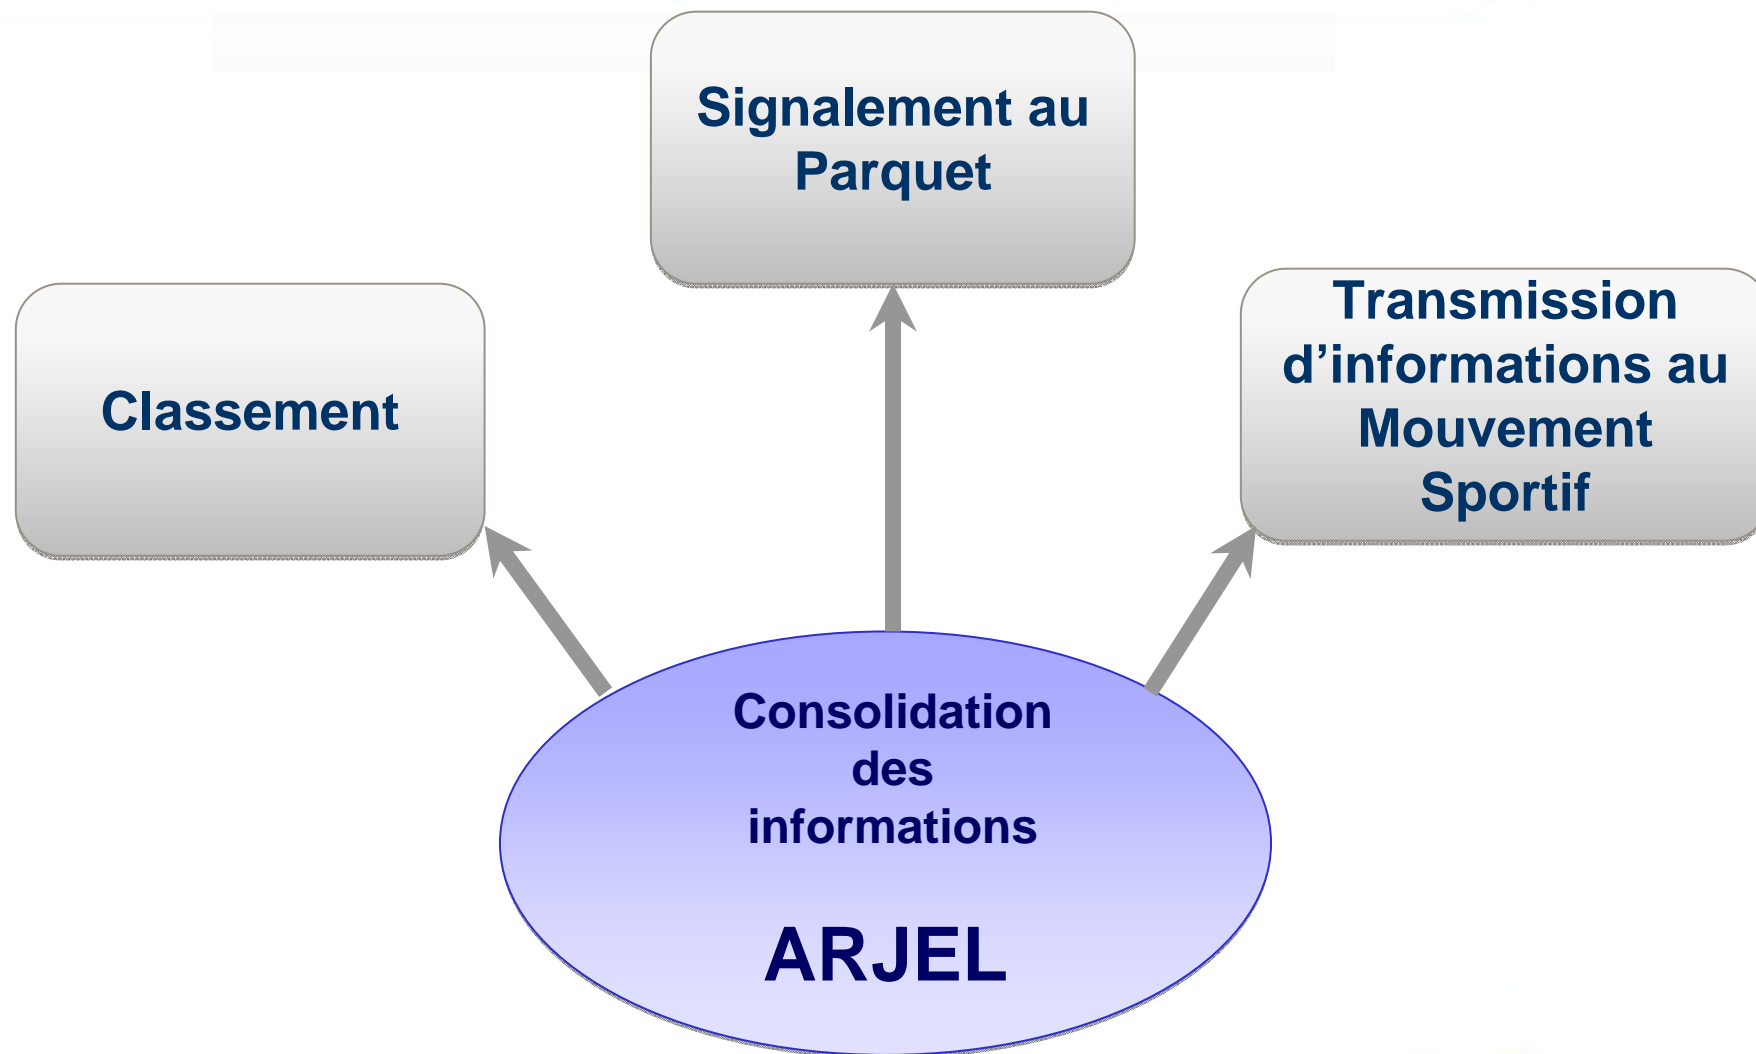 Signalement au
Parquet
Classement
Transmission
d’informations au
Mouvement
Sportif
Consolidation
des
informations
ARJEL